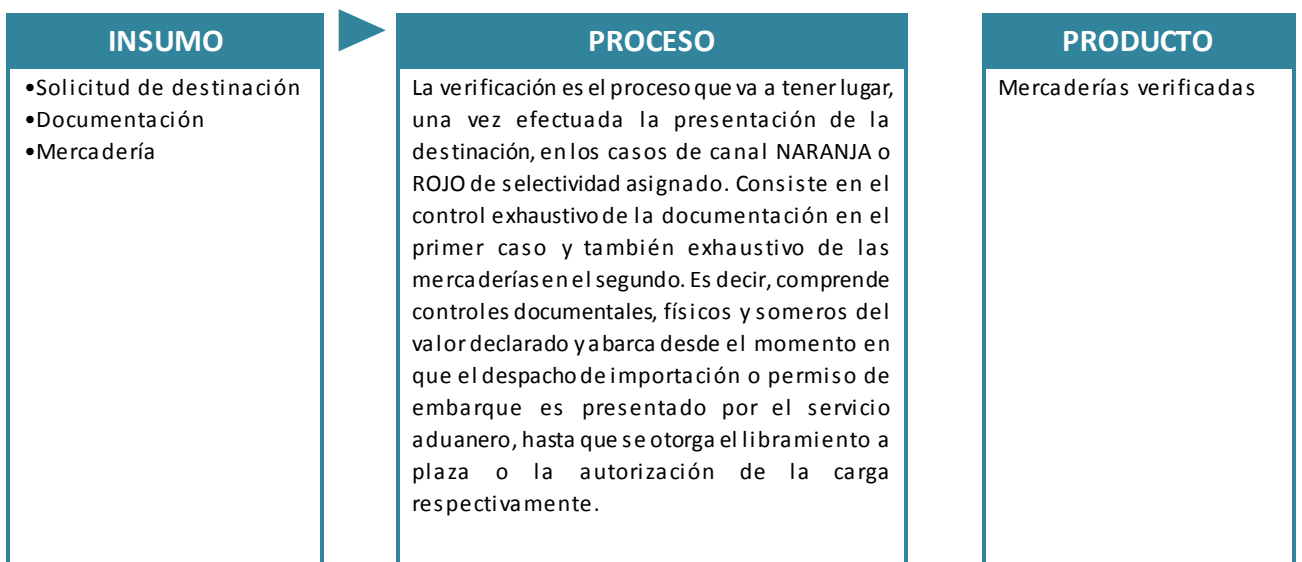 INSUMO
•Solicitud de destinación
•Documentación
•Mercadería
PROCESO
La verificación es el proceso que va a tener lugar,
una vez efectuada la presentación de la
destinación, en los casos de canal NARANJA o
ROJO de selectividad asignado. Consiste en el
control exhaustivo de la documentación en el
primer caso y también exhaustivo de las
mercaderías en el segundo. Es decir, comprende
controles documentales, físicos y someros del
valor declarado y abarca desde el momento en
que el despacho de importación o permiso de
embarque es presentado por el servicio
aduanero, hasta que se otorga el libramiento a
plaza o la autorización de la carga
respectivamente.
PRODUCTO
Mercaderías verificadas